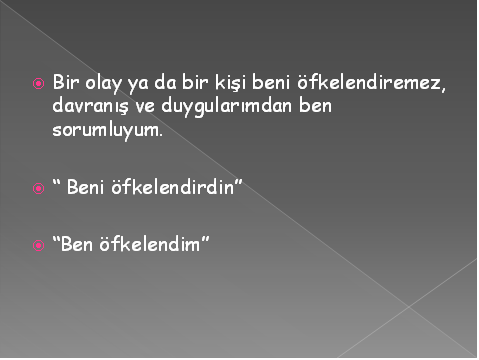 Bir olay ya da bir kişi beni öfkelendiremez,
davranış ve duygularımdan ben
sorumluyum.
“ Beni öfkelendirdin”
“Ben öfkelendim”